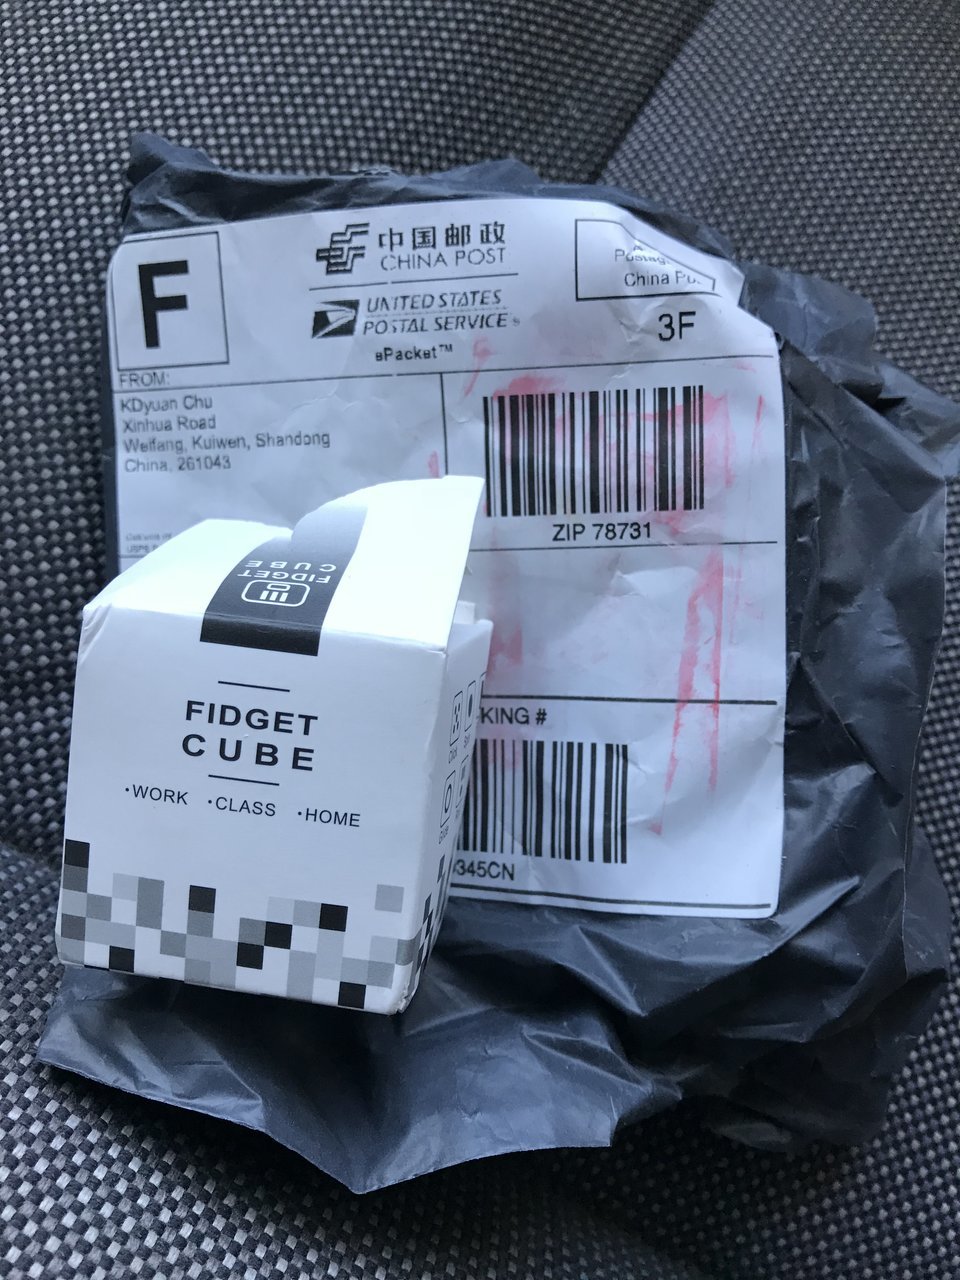 F
中国邮政
CHINA POST
UNITED STATES
POSTAL SERVICE
ePacket™
China
3F
FROM:
KDyuan Chu
Xinhua Road
Weifang, Kuiwen, Shandong
China, 261043
ZIP 78731
KING #
345CN
FIDGET
CUBE
FIDGET
CUBE
·WORK ·CLASS ·HOME